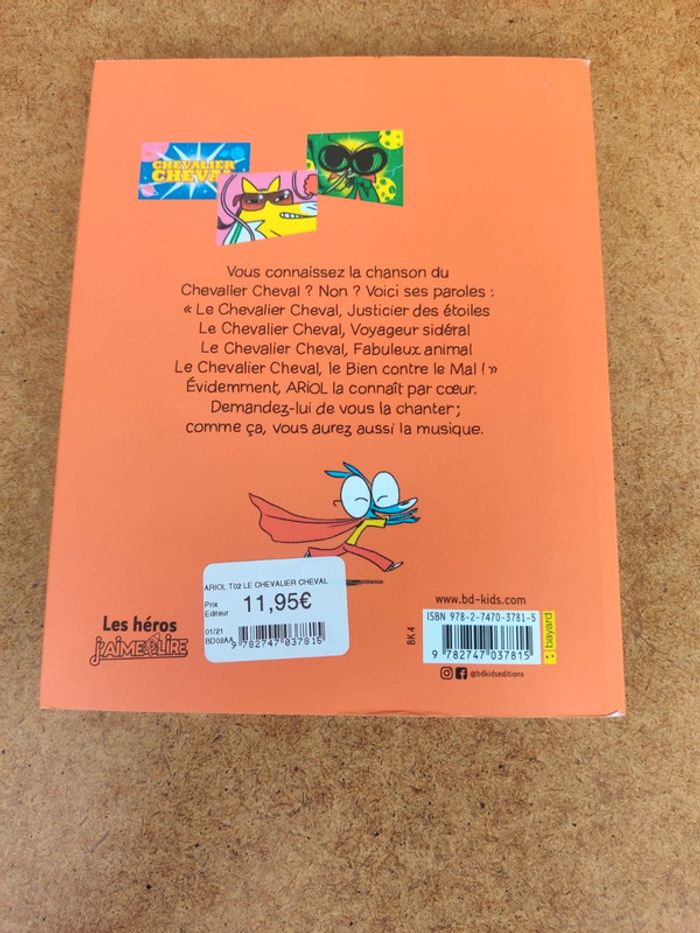 CHEVALIER
CHEVAL
Vous connaissez la chanson du
Chevalier Cheval ? Non ? Voici ses paroles :
« Le Chevalier Cheval, Justicier des étoiles
Le Chevalier Cheval, Voyageur sidéral
Le Chevalier Cheval, Fabuleux animal
Le Chevalier Cheval, le Bien contre le Mal ! »
Évidemment, ARiOL la connaît par cœur.
Demandez-lui de vous la chanter ;
comme ça, vous aurez aussi la musique.
ARIOL T02 LE CHEVALIER CHEVAL
Prix
Editeur
11,95€
01/21
BD02AA
9 782747 037815
Les héros
J'AIME LIRE
www.bd-kids.com
ISBN 978-2-7470-3781-5
9 782747 037815
BK 4
bayard
@bdkidseditions